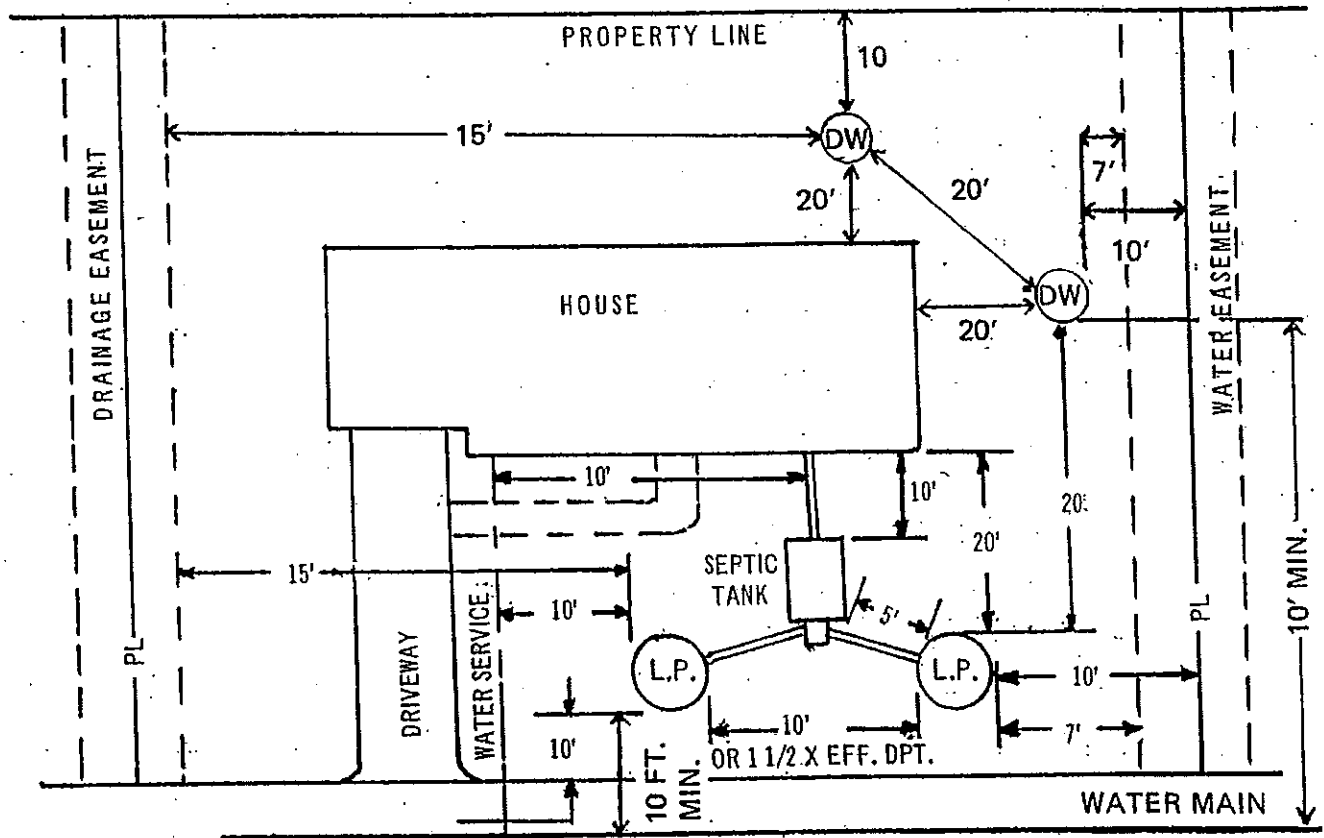 PROPERTY LINE
10
15'
DW
7'
20'
20'
10'
DRAINAGE EASEMENT
WATER EASEMENT
HOUSE
DW
20'
10'
10'
20'
20'
10' MIN.
SEPTIC
TANK
15'
10'
5'
WATER SERVICE
PL
PL
DRIVEWAY
L.P.
L.P.
10'
10'
7'
10'
10 FT.
MIN.
OR 1 1/2 X EFF. DPT.
WATER MAIN